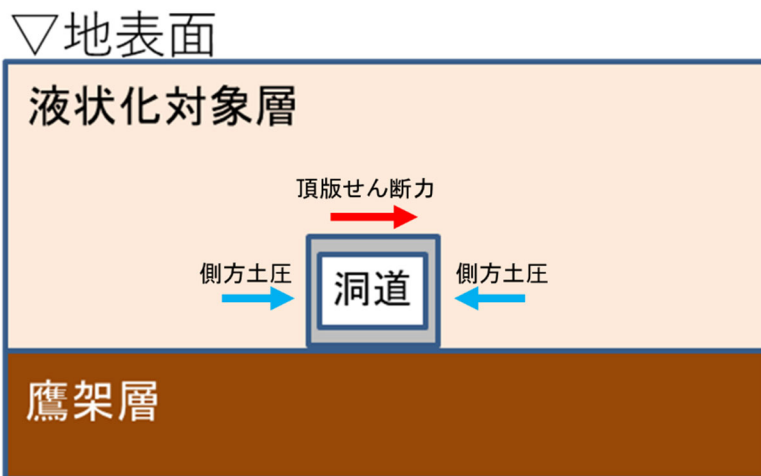 ▽地表面
液状化対象層
頂版せん断力
側方土圧
側方土圧
洞道
鷹架層